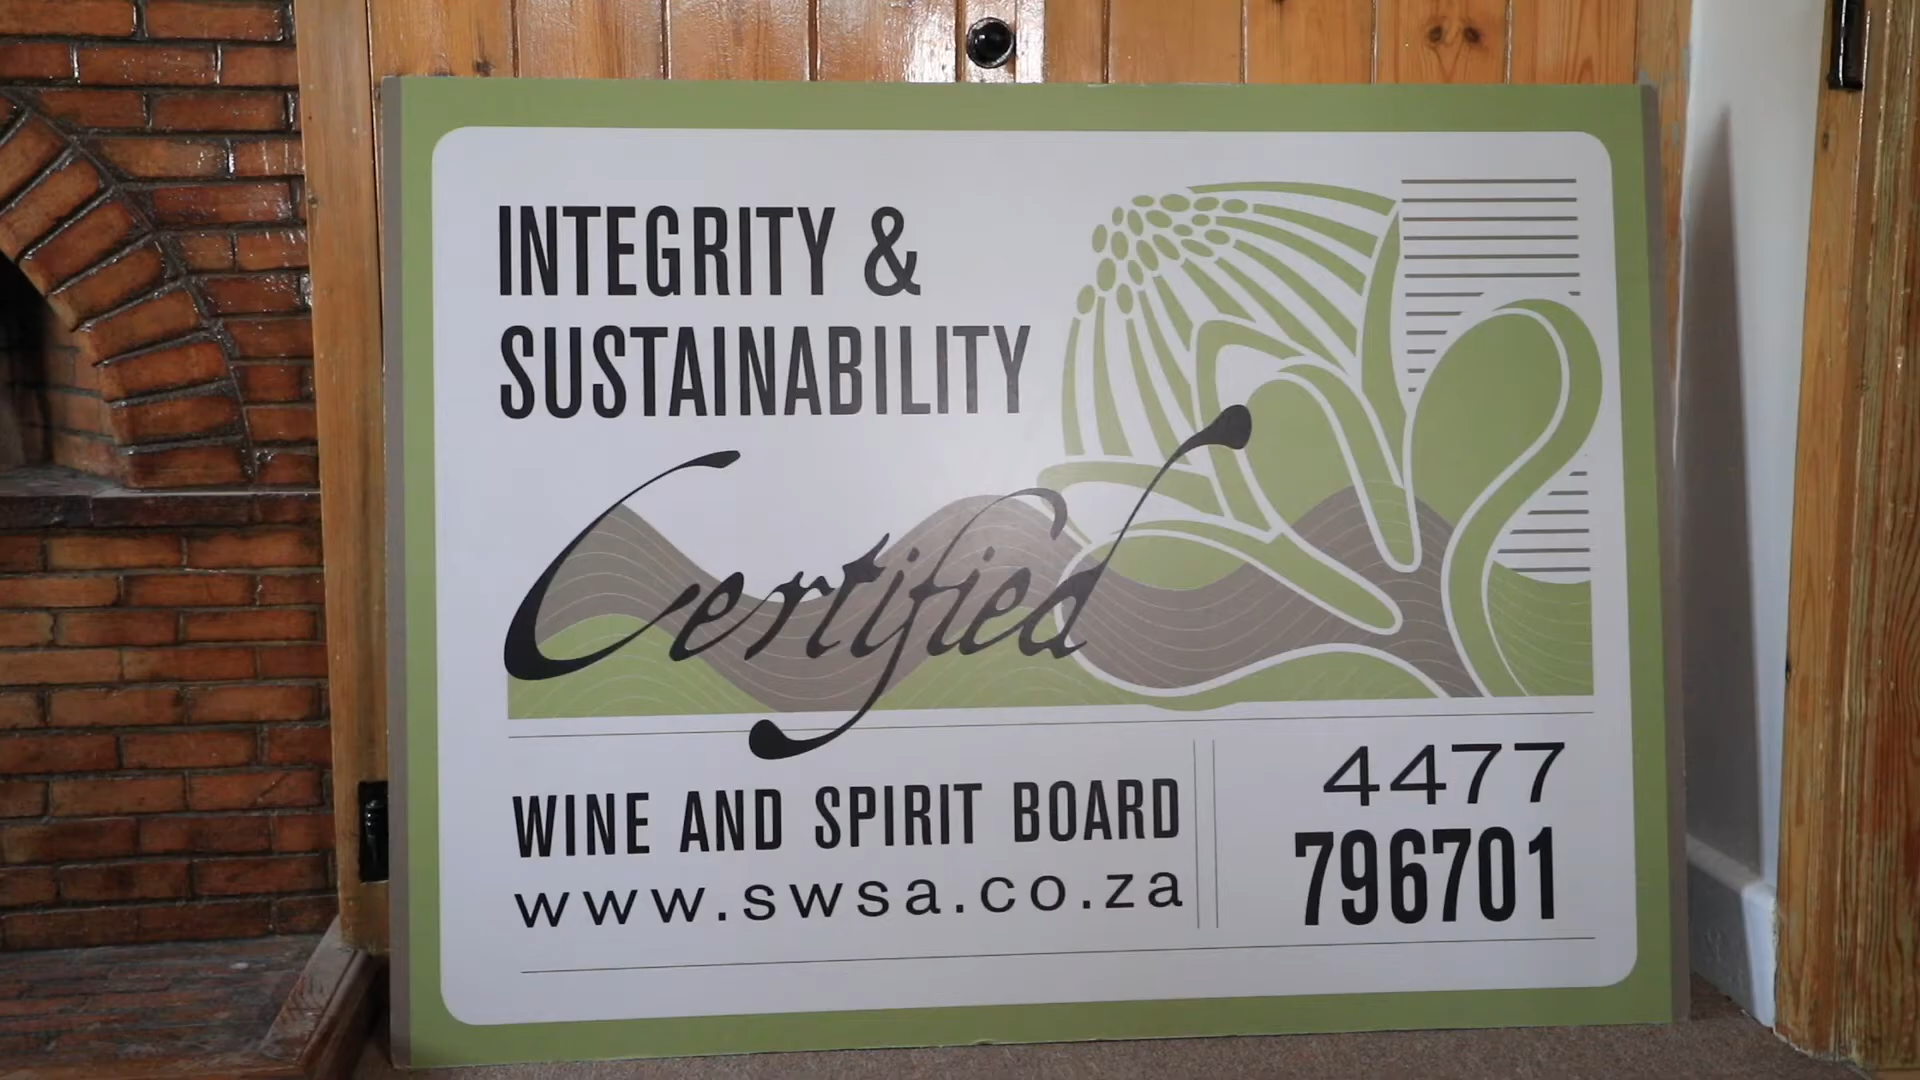 INTEGRITY &
SUSTAINABILITY
Certified
WINE AND SPIRIT BOARD
www.swsa.co.za
4477
796701